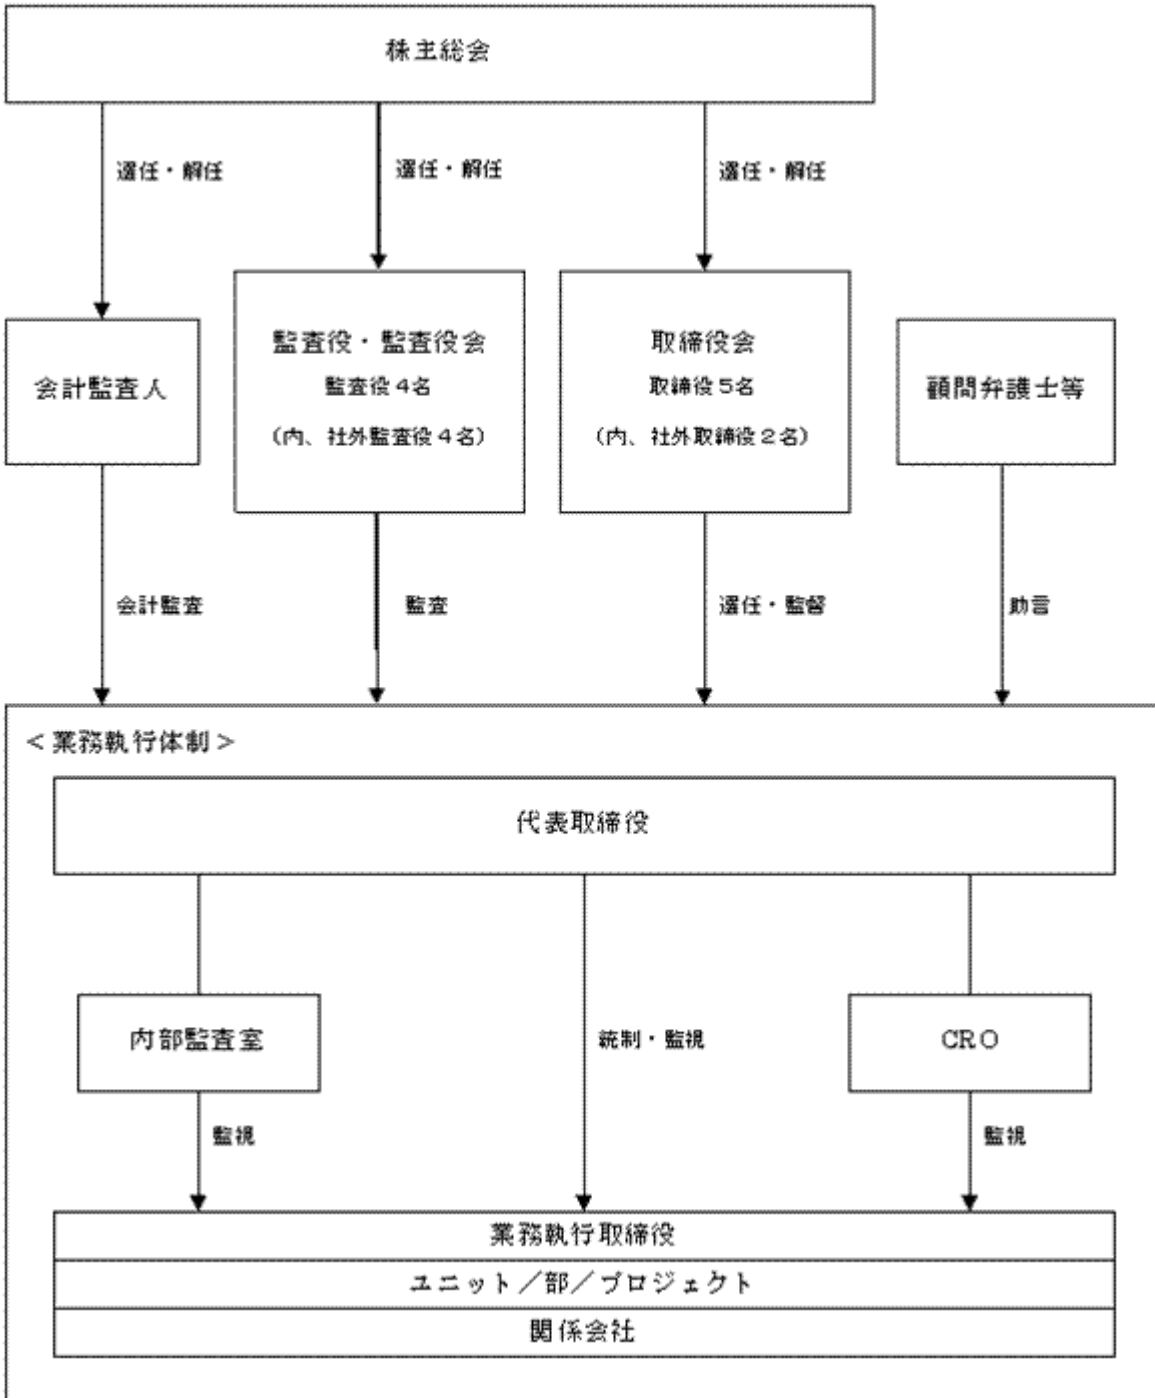 株主総会
選任・解任
選任・解任
選任・解任
会計監査人
監査役・監査役会
監査役４名
（内、社外監査役４名）
取締役会
取締役５名
（内、社外取締役２名）
顧問弁護士等
会計監査
監査
選任・監督
助言
＜業務執行体制＞
代表取締役
内部監査室
統制・監視
CRO
監視
監視
業務執行取締役
ユニット／部／プロジェクト
関係会社